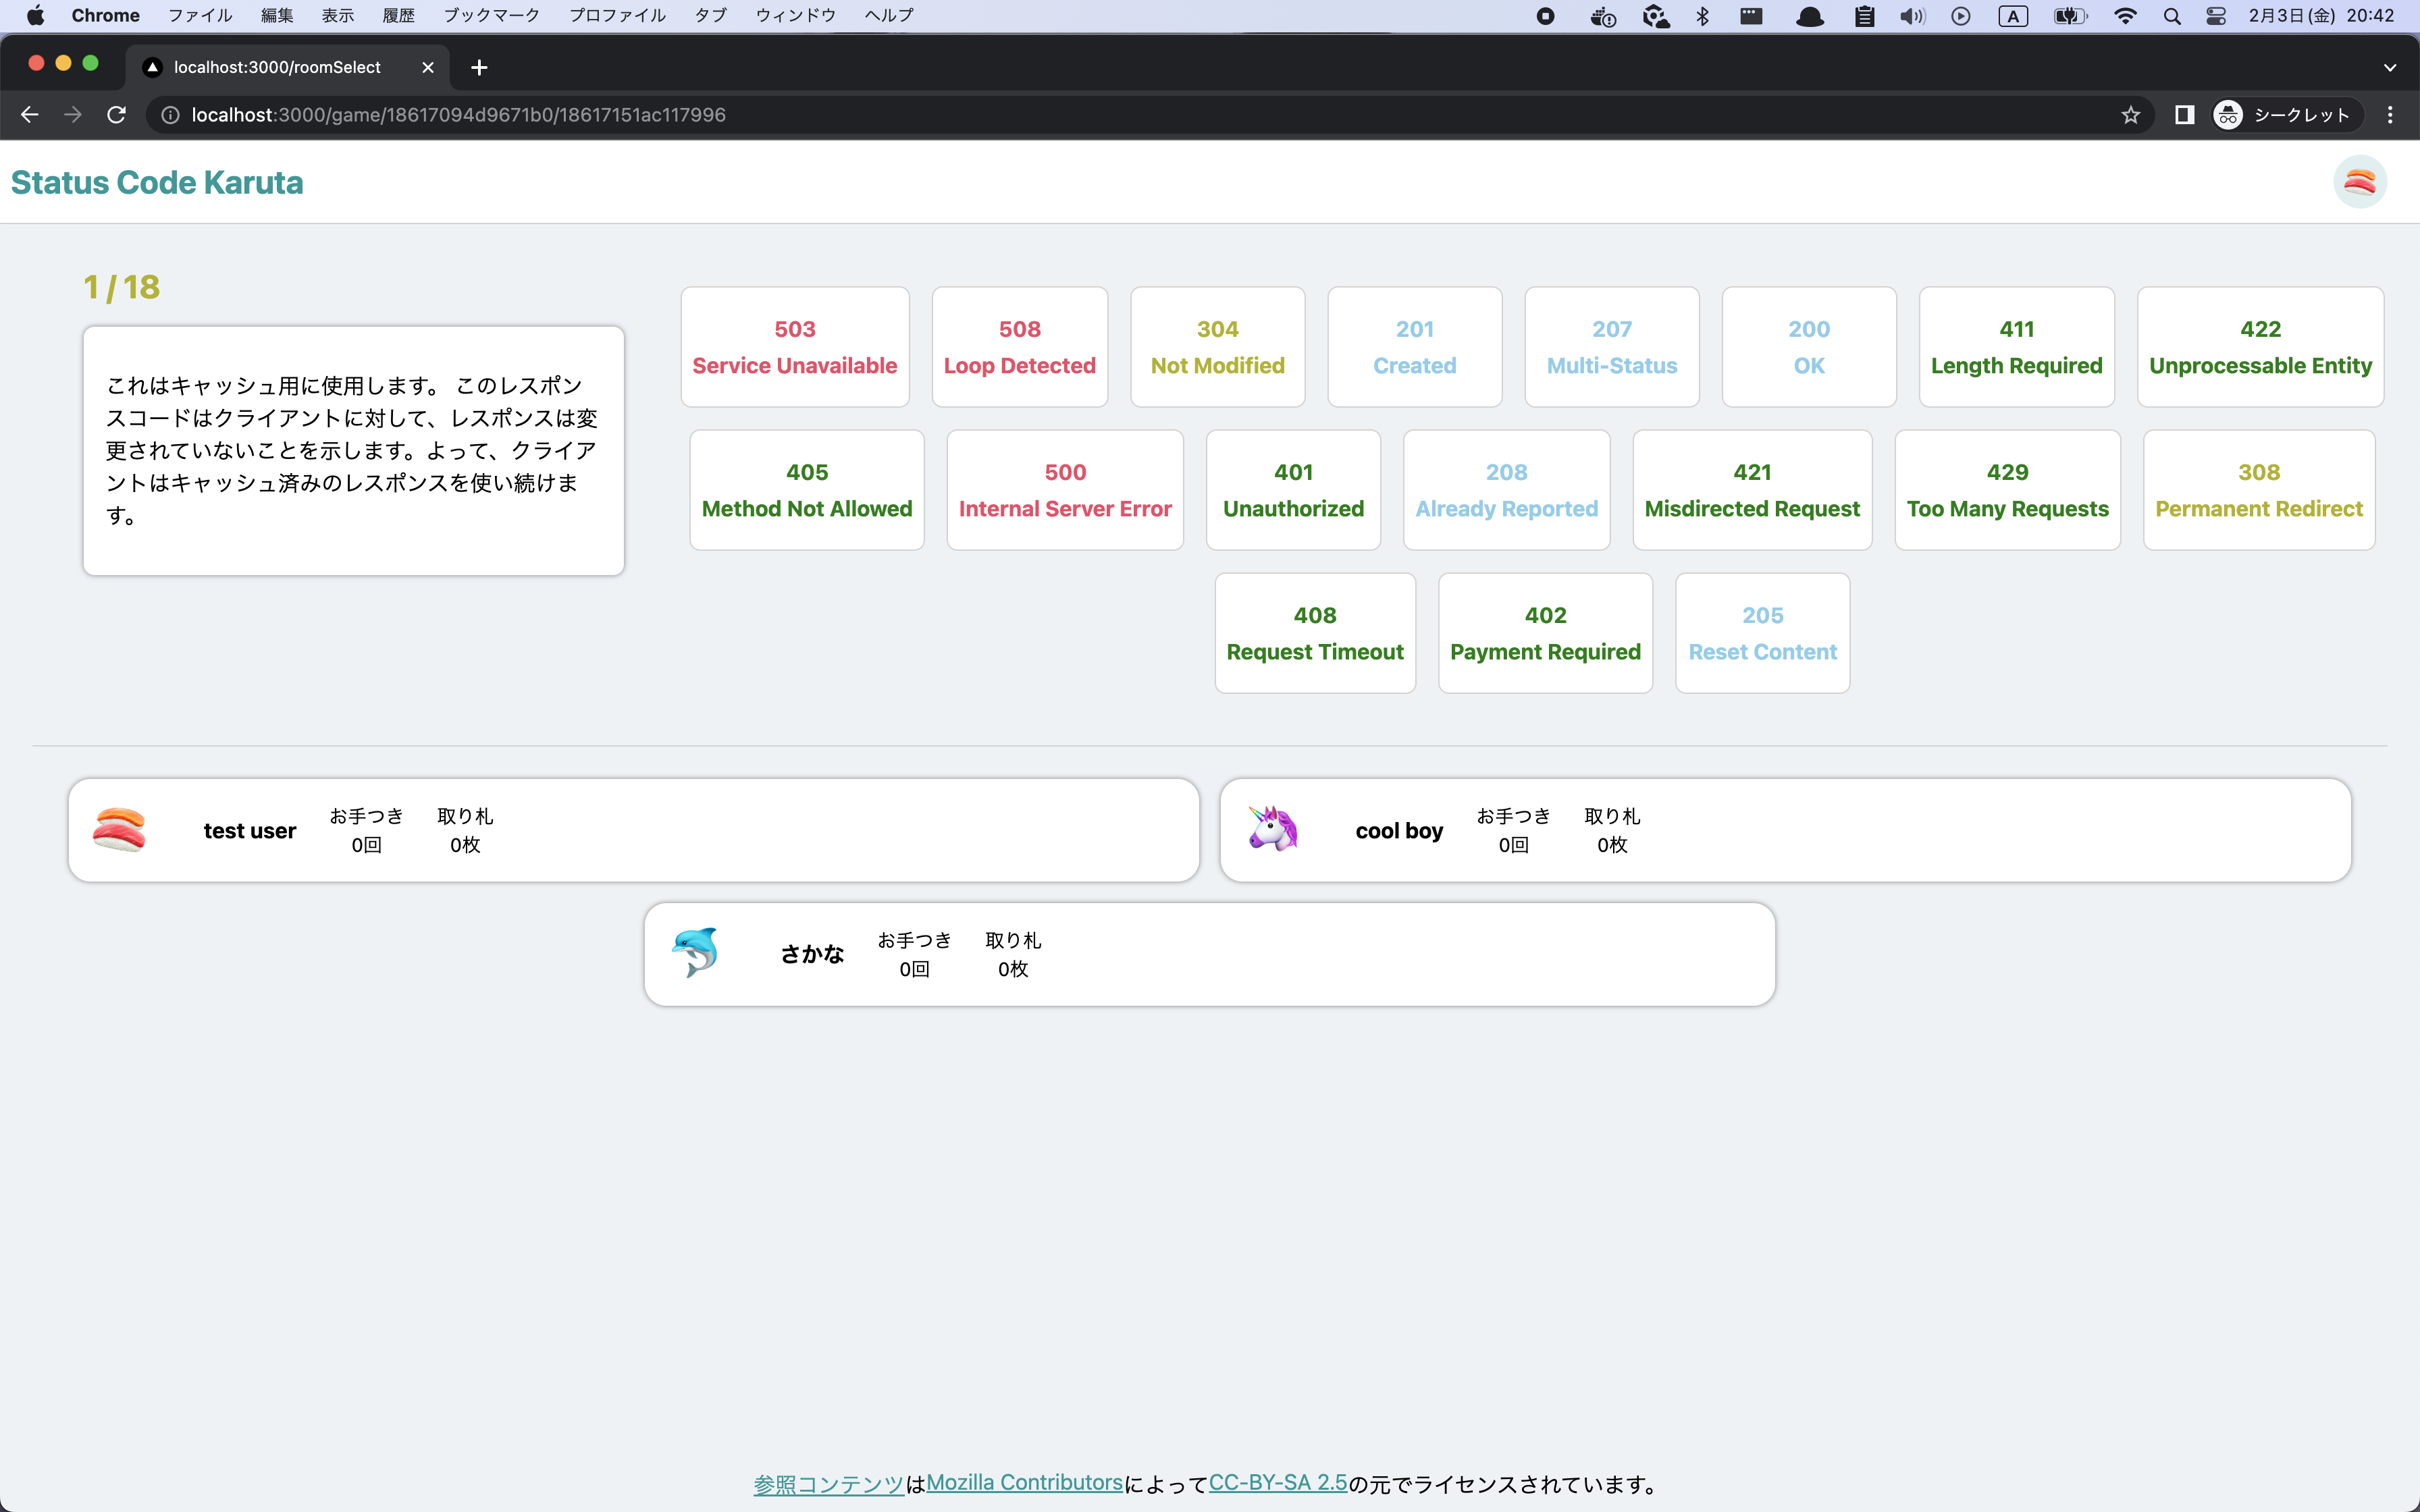 Chrome ファイル 編集 表示 履歴 ブックマーク プロファイル タブ ウィンドウ ヘルプ A 2月3日(金) 20:42
localhost:3000/roomSelect
localhost:3000/game/18617094d9671b0/18617151ac117996 シークレット
Status Code Karuta
1 / 18
これはキャッシュ用に使用します。 このレスポン
スコードはクライアントに対して、レスポンスは変
更されていないことを示します。よって、クライア
ントはキャッシュ済みのレスポンスを使い続けま
す。
503
Service Unavailable
508
Loop Detected
304
Not Modified
201
Created
207
Multi-Status
200
OK
411
Length Required
422
Unprocessable Entity
405
Method Not Allowed
500
Internal Server Error
401
Unauthorized
208
Already Reported
421
Misdirected Request
429
Too Many Requests
308
Permanent Redirect
408
Request Timeout
402
Payment Required
205
Reset Content
test user
お手つき
0回
取り札
0枚
cool boy
お手つき
0回
取り札
0枚
さかな
お手つき
0回
取り札
0枚
参照コンテンツはMozilla ContributorsによってCC-BY-SA 2.5の元でライセンスされています。